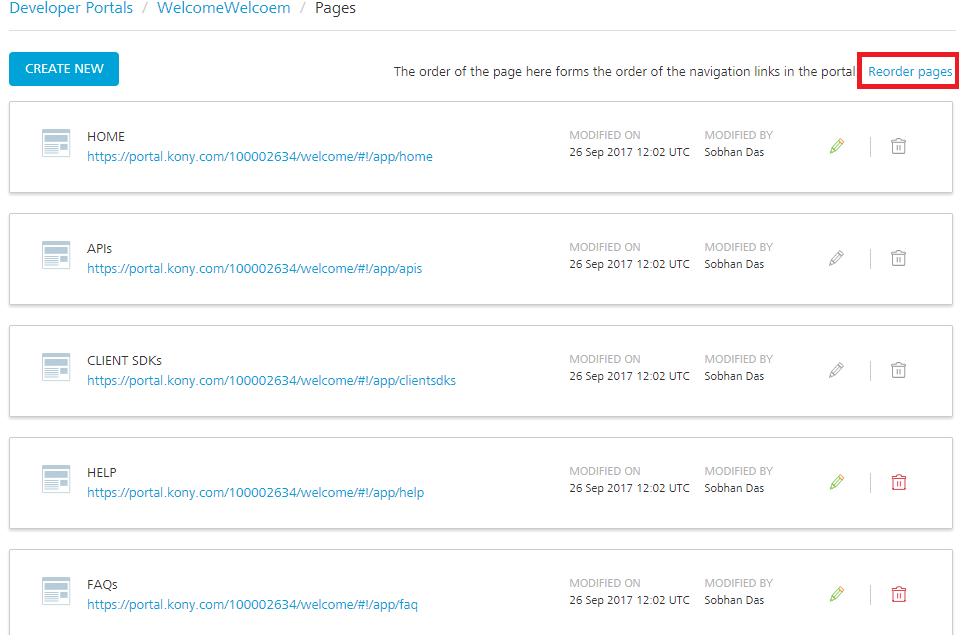 Developer Portals / WelcomeWelcoem / Pages
CREATE NEW
The order of the page here forms the order of the navigation links in the portal Reorder pages
HOME
https://portal.kony.com/100002634/welcome/#!/app/home
MODIFIED ON
26 Sep 2017 12:02 UTC
MODIFIED BY
Sobhan Das
APIs
https://portal.kony.com/100002634/welcome/#!/app/apis
MODIFIED ON
26 Sep 2017 12:02 UTC
MODIFIED BY
Sobhan Das
CLIENT SDKs
https://portal.kony.com/100002634/welcome/#!/app/clientsdks
MODIFIED ON
26 Sep 2017 12:02 UTC
MODIFIED BY
Sobhan Das
HELP
https://portal.kony.com/100002634/welcome/#!/app/help
MODIFIED ON
26 Sep 2017 12:02 UTC
MODIFIED BY
Sobhan Das
FAQs
https://portal.kony.com/100002634/welcome/#!/app/faq
MODIFIED ON
26 Sep 2017 12:02 UTC
MODIFIED BY
Sobhan Das